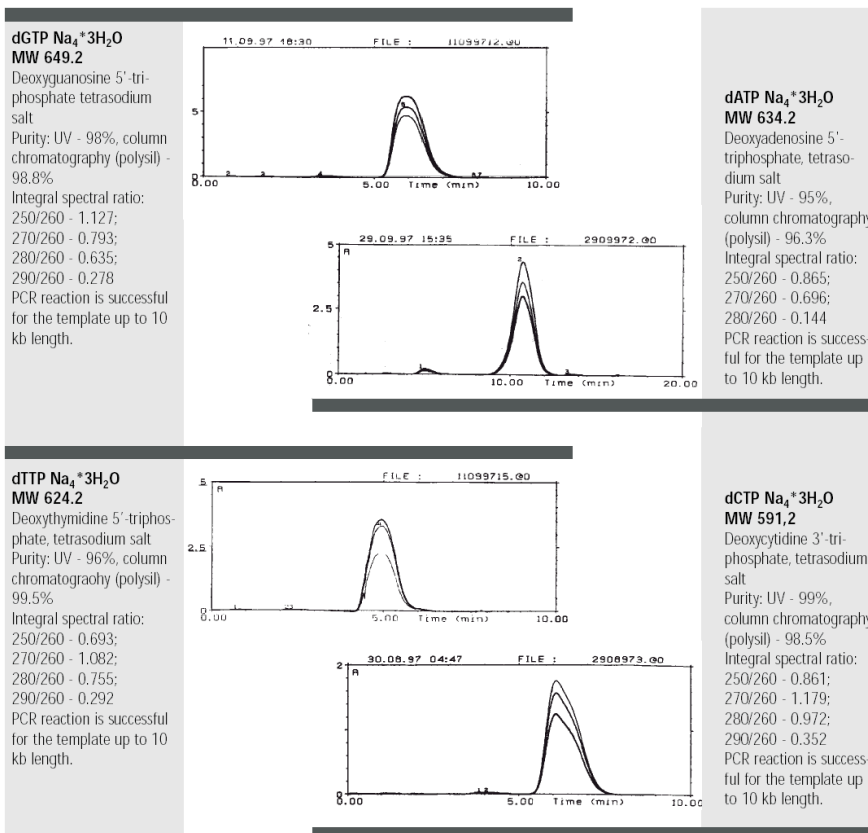 dGTP Na4*3H2O
MW 649.2
Deoxyguanosine 5'-tri-
phosphate tetrasodium
salt
Purity: UV - 98%, column
chromatography (polysil) -
98.8%
Integral spectral ratio:
250/260 - 1.127;
270/260 - 0.793;
280/260 - 0.635;
290/260 - 0.278
PCR reaction is successful
for the template up to 10
kb length.
11.09.97 16:30 FILE : 11099712.@0
5
0
0.00 5.00 Time (min) 10.00
dATP Na4*3H2O
MW 634.2
Deoxyadenosine 5'-
triphosphate, tetraso-
dium salt
Purity: UV - 95%,
column chromatography
(polysil) - 96.3%
Integral spectral ratio:
250/260 - 0.865;
270/260 - 0.696;
280/260 - 0.144
PCR reaction is success-
ful for the template up
to 10 kb length.
29.09.97 15:35 FILE : 2909972.@0
5
A
2
2.5
1
0
0.00 10.00 Time (min) 20.00
dTTP Na4*3H2O
MW 624.2
Deoxythymidine 5'-triphos-
phate, tetrasodium salt
Purity: UV - 96%, column
chromatograohy (polysil) -
99.5%
Integral spectral ratio:
250/260 - 0.693;
270/260 - 1.082;
280/260 - 0.755;
290/260 - 0.292
PCR reaction is successful
for the template up to 10
kb length.
FILE : 11099715.@0
5
A
2.5
0
0.00 5.00 Time (min) 10.00
dCTP Na4*3H2O
MW 591,2
Deoxycytidine 3'-tri-
phosphate, tetrasodium
salt
Purity: UV - 99%,
column chromatography
(polysil) - 98.5%
Integral spectral ratio:
250/260 - 0.861;
270/260 - 1.179;
280/260 - 0.972;
290/260 - 0.352
PCR reaction is success-
ful for the template up
to 10 kb length.
30.08.97 04:47 FILE : 2908973.@0
2
A
0
0.00 5.00 Time (min) 10.00